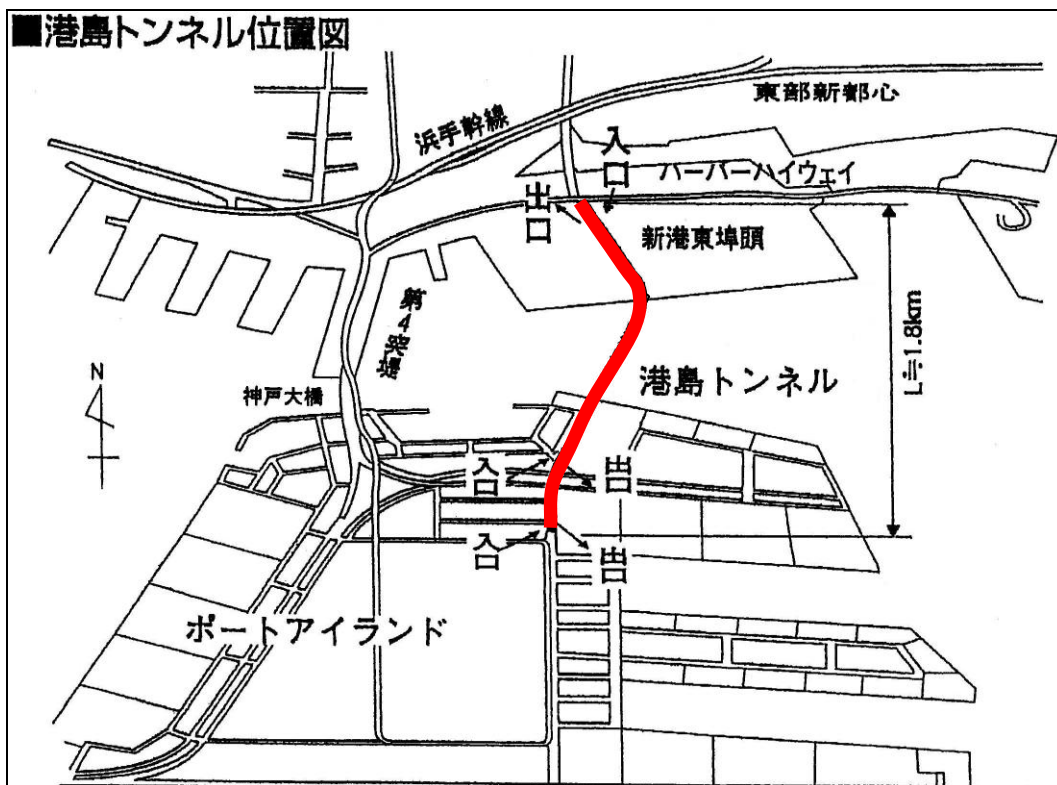 ■港島トンネル位置図
東部新都心
浜手幹線
入口
ハーバーハイウェイ
出口
新港東埠頭
第4突堤
L≒1.8km
港島トンネル
N
神戸大橋
入口
出口
入口
出口
ポートアイランド